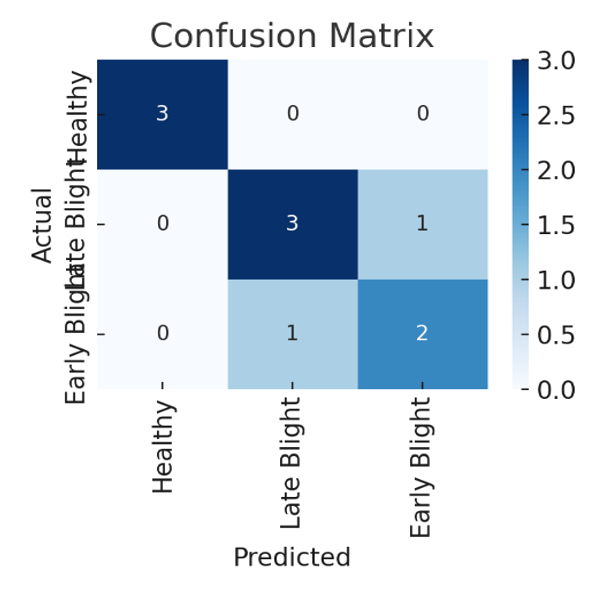 Confusion Matrix
Actual
Healthy
Late Blight
Early Blight
3 0 0
0 3 1
0 1 2
3.0
2.5
2.0
1.5
1.0
0.5
0.0
Healthy
Late Blight
Early Blight
Predicted